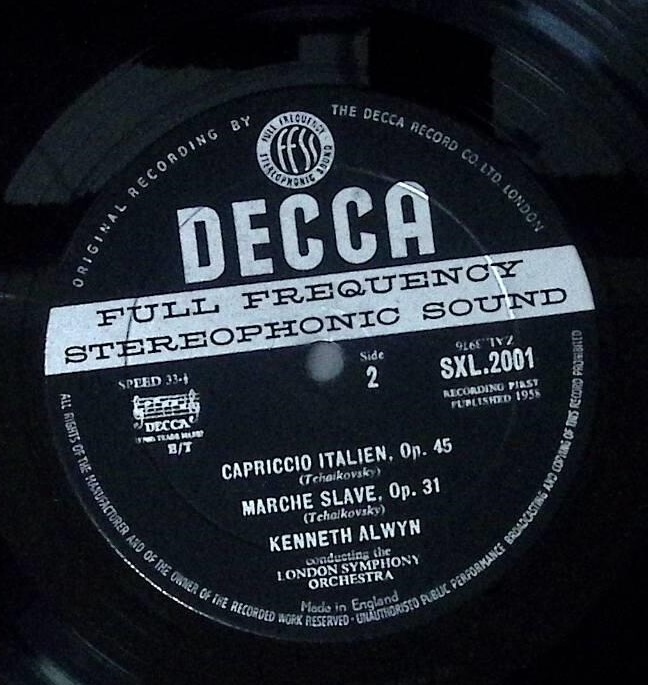 ORIGINAL RECORDING BY THE DECCA RECORD CO. LTD. LONDON
FULL FREQUENCY
FFSS
STEREOPHONIC SOUND
DECCA
FULL FREQUENCY
STEREOPHONIC SOUND
SPEED 33⅓
DECCA
E/T
Side
2
ZAL 3976
SXL.2001
RECORDING FIRST
PUBLISHED 1958
CAPRICCIO ITALIEN, Op. 45
(Tchaikovsky)
MARCHE SLAVE, Op. 31
(Tchaikovsky)
KENNETH ALWYN
conducting the
LONDON SYMPHONY
ORCHESTRA
Made in England
ALL RIGHTS OF THE MANUFACTURER AND OF THE OWNER OF THE RECORDED WORK RESERVED · UNAUTHORISED PUBLIC PERFORMANCE BROADCASTING AND COPYING OF THIS RECORD PROHIBITED